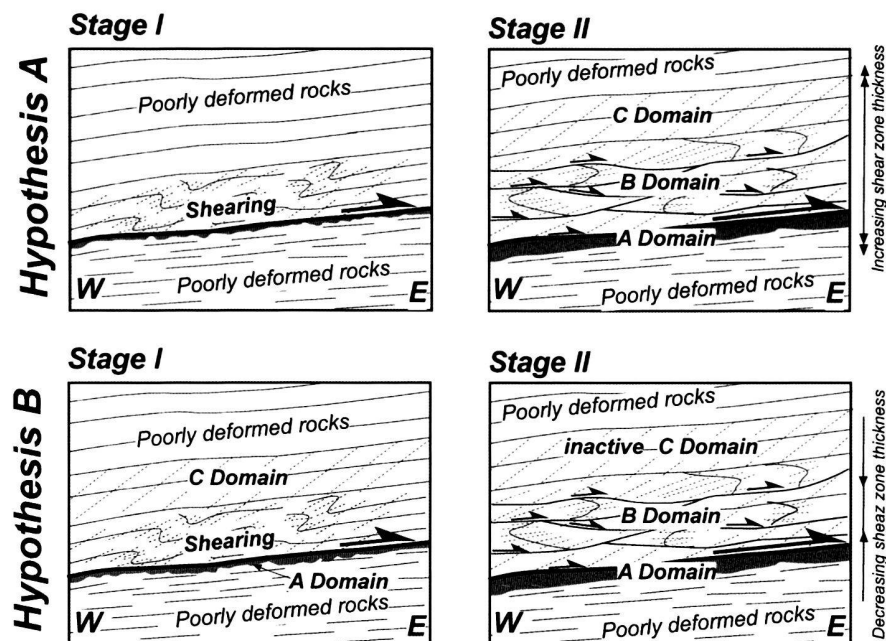 Hypothesis A
Stage I
Poorly deformed rocks
Shearing
Poorly deformed rocks
W
E
Stage II
Poorly deformed rocks
C Domain
B Domain
A Domain
Poorly deformed rocks
W
E
Increasing shear zone thickness
Hypothesis B
Stage I
Poorly deformed rocks
C Domain
Shearing
A Domain
Poorly deformed rocks
W
E
Stage II
Poorly deformed rocks
inactive C Domain
B Domain
A Domain
Poorly deformed rocks
W
E
Decreasing sheaz zone thickness